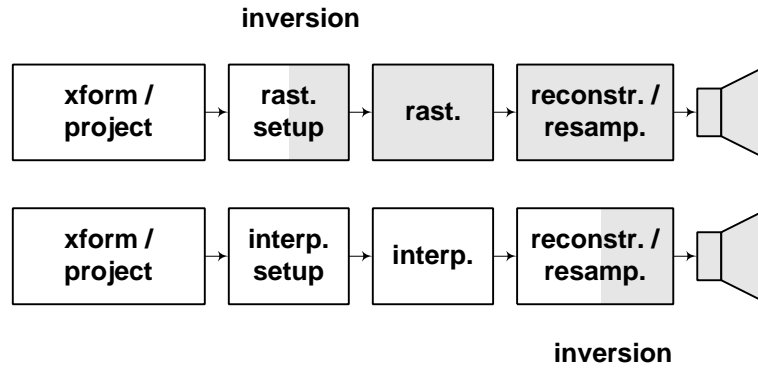 inversion
xform /
project
rast.
setup
rast.
reconstr. /
resamp.
xform /
project
interp.
setup
interp.
reconstr. /
resamp.
inversion